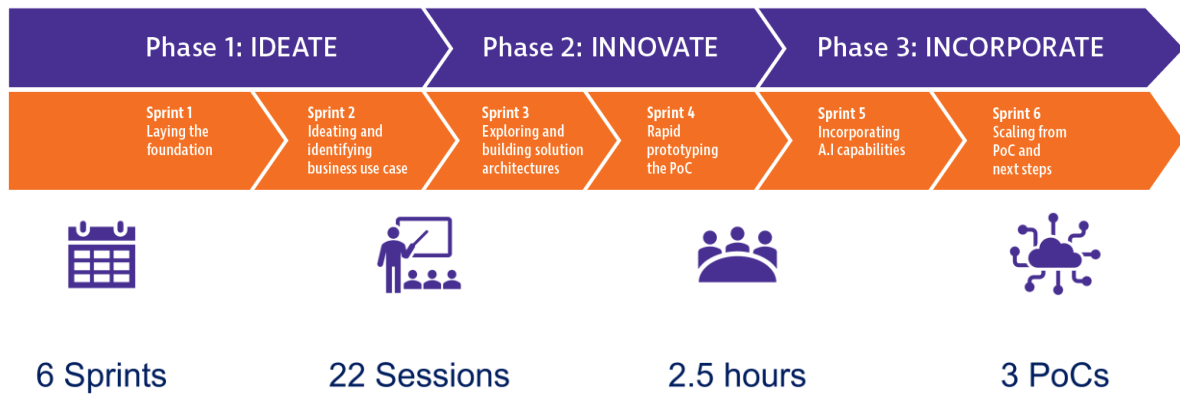 Phase 1: IDEATE
Phase 2: INNOVATE
Phase 3: INCORPORATE
Sprint 1
Laying the
foundation
Sprint 2
Ideating and
identifying
business use case
Sprint 3
Exploring and
building solution
architectures
Sprint 4
Rapid
prototyping
the PoC
Sprint 5
Incorporating
A.I capabilities
Sprint 6
Scaling from
PoC and
next steps
6 Sprints
22 Sessions
2.5 hours
3 PoCs